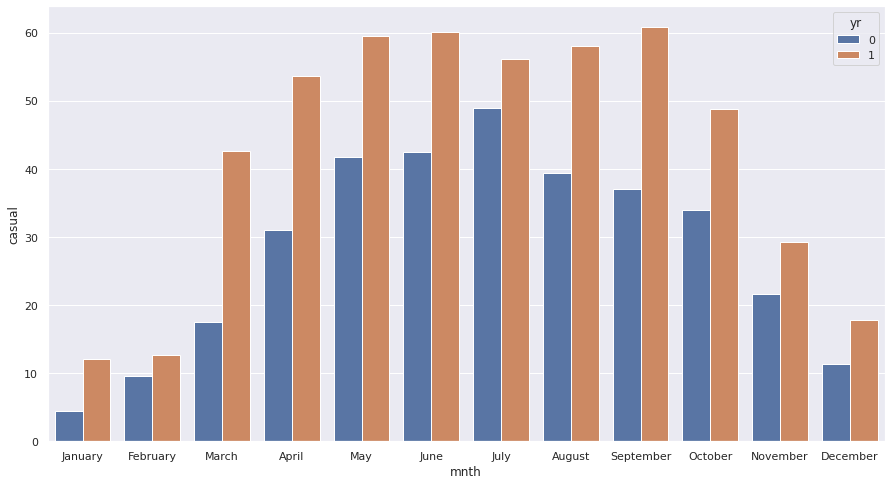 yr
0
1
60
50
40
30
20
10
0
casual
January February March April May June July August September October November December
mnth